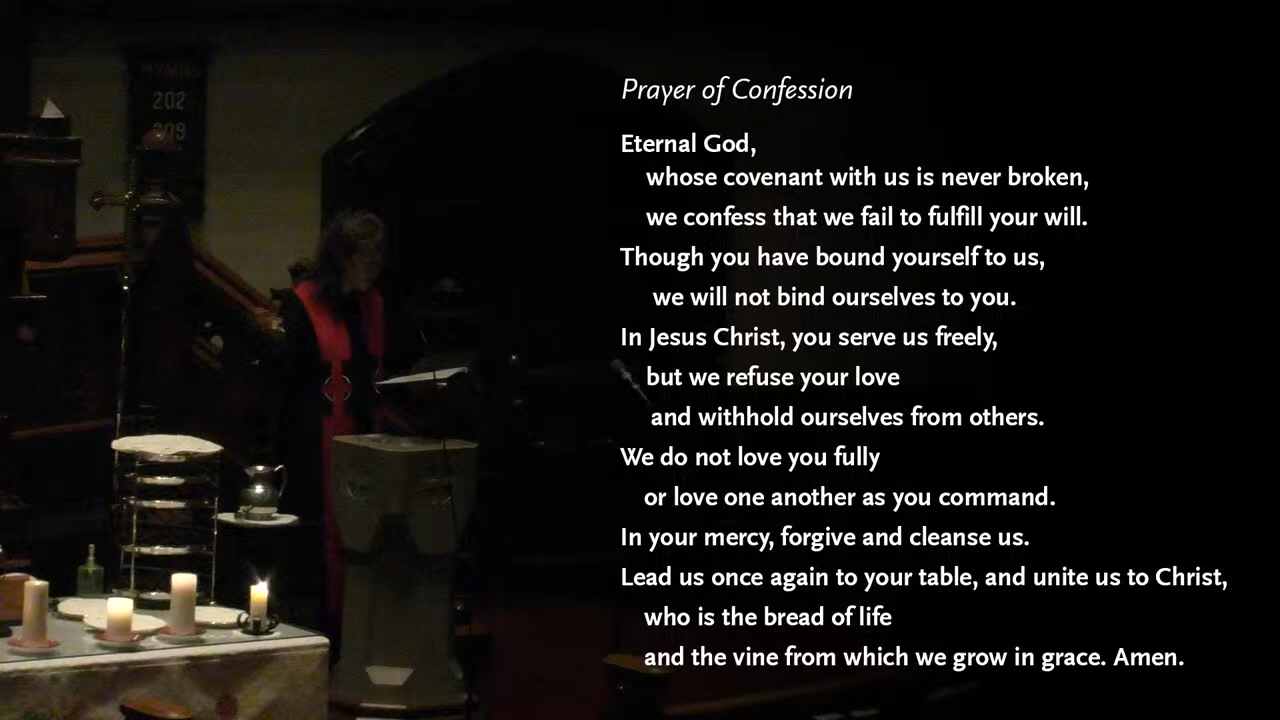 HYMNS
202
209
Prayer of Confession
Eternal God,
whose covenant with us is never broken,
we confess that we fail to fulfill your will.
Though you have bound yourself to us,
we will not bind ourselves to you.
In Jesus Christ, you serve us freely,
but we refuse your love
and withhold ourselves from others.
We do not love you fully
or love one another as you command.
In your mercy, forgive and cleanse us.
Lead us once again to your table, and unite us to Christ,
who is the bread of life
and the vine from which we grow in grace. Amen.